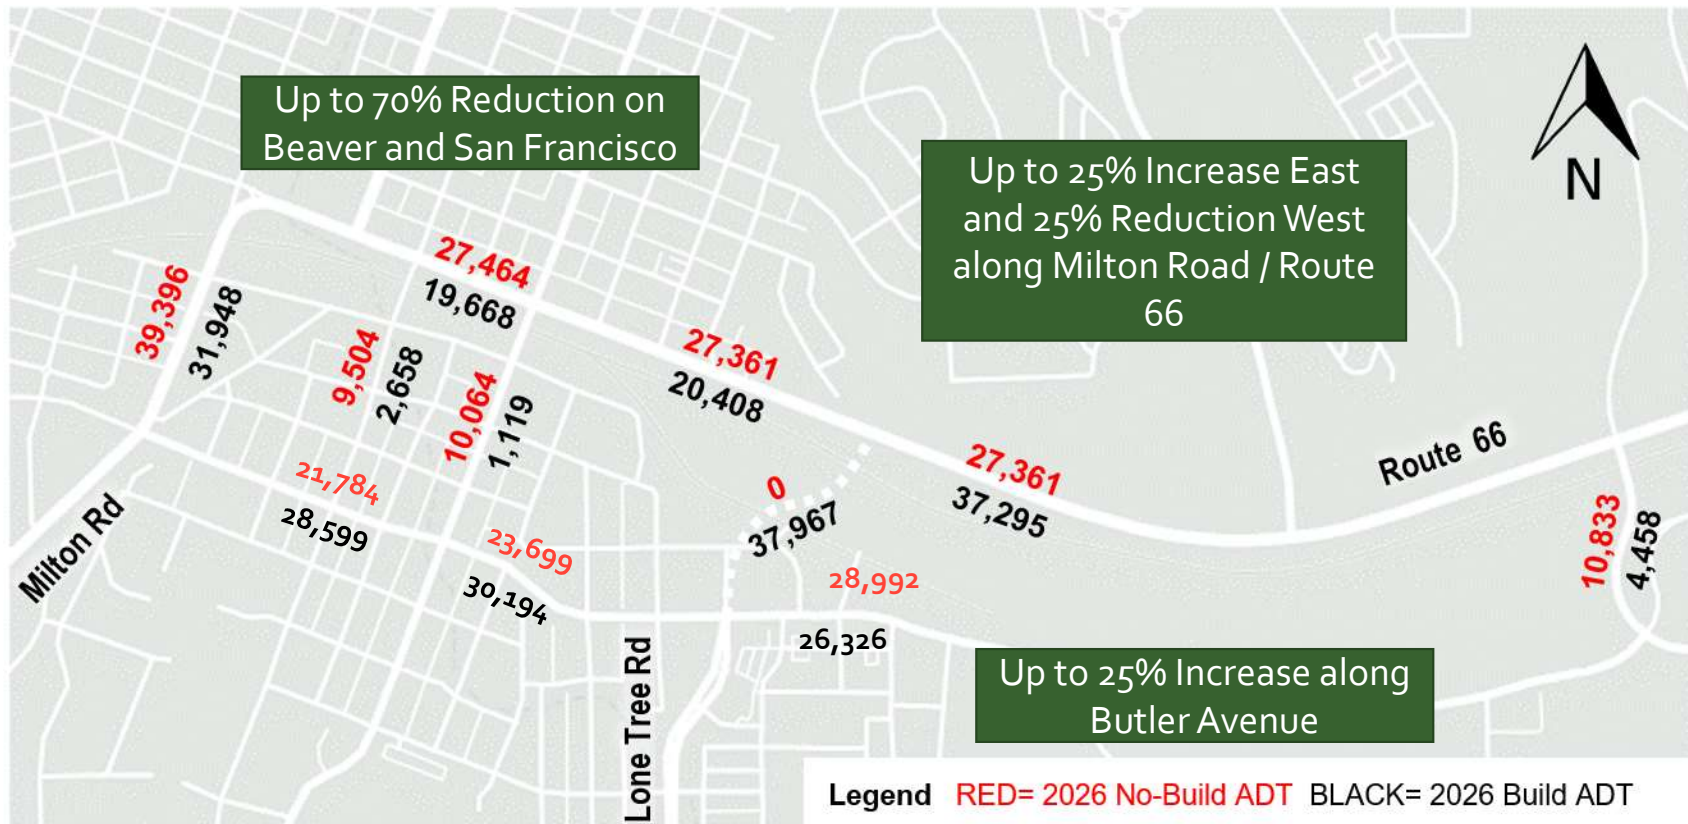 Up to 70% Reduction on
Beaver and San Francisco
Up to 25% Increase East
and 25% Reduction West
along Milton Road / Route
66
N
27,464
19,668
39,396
31,948
9,504
2,658
10,064
1,119
27,361
20,408
27,361
37,295
Route 66
21,784
28,599
23,699
30,194
0
37,967
10,833
4,458
Milton Rd
28,992
26,326
Lone Tree Rd
Up to 25% Increase along
Butler Avenue
Legend RED= 2026 No-Build ADT BLACK= 2026 Build ADT